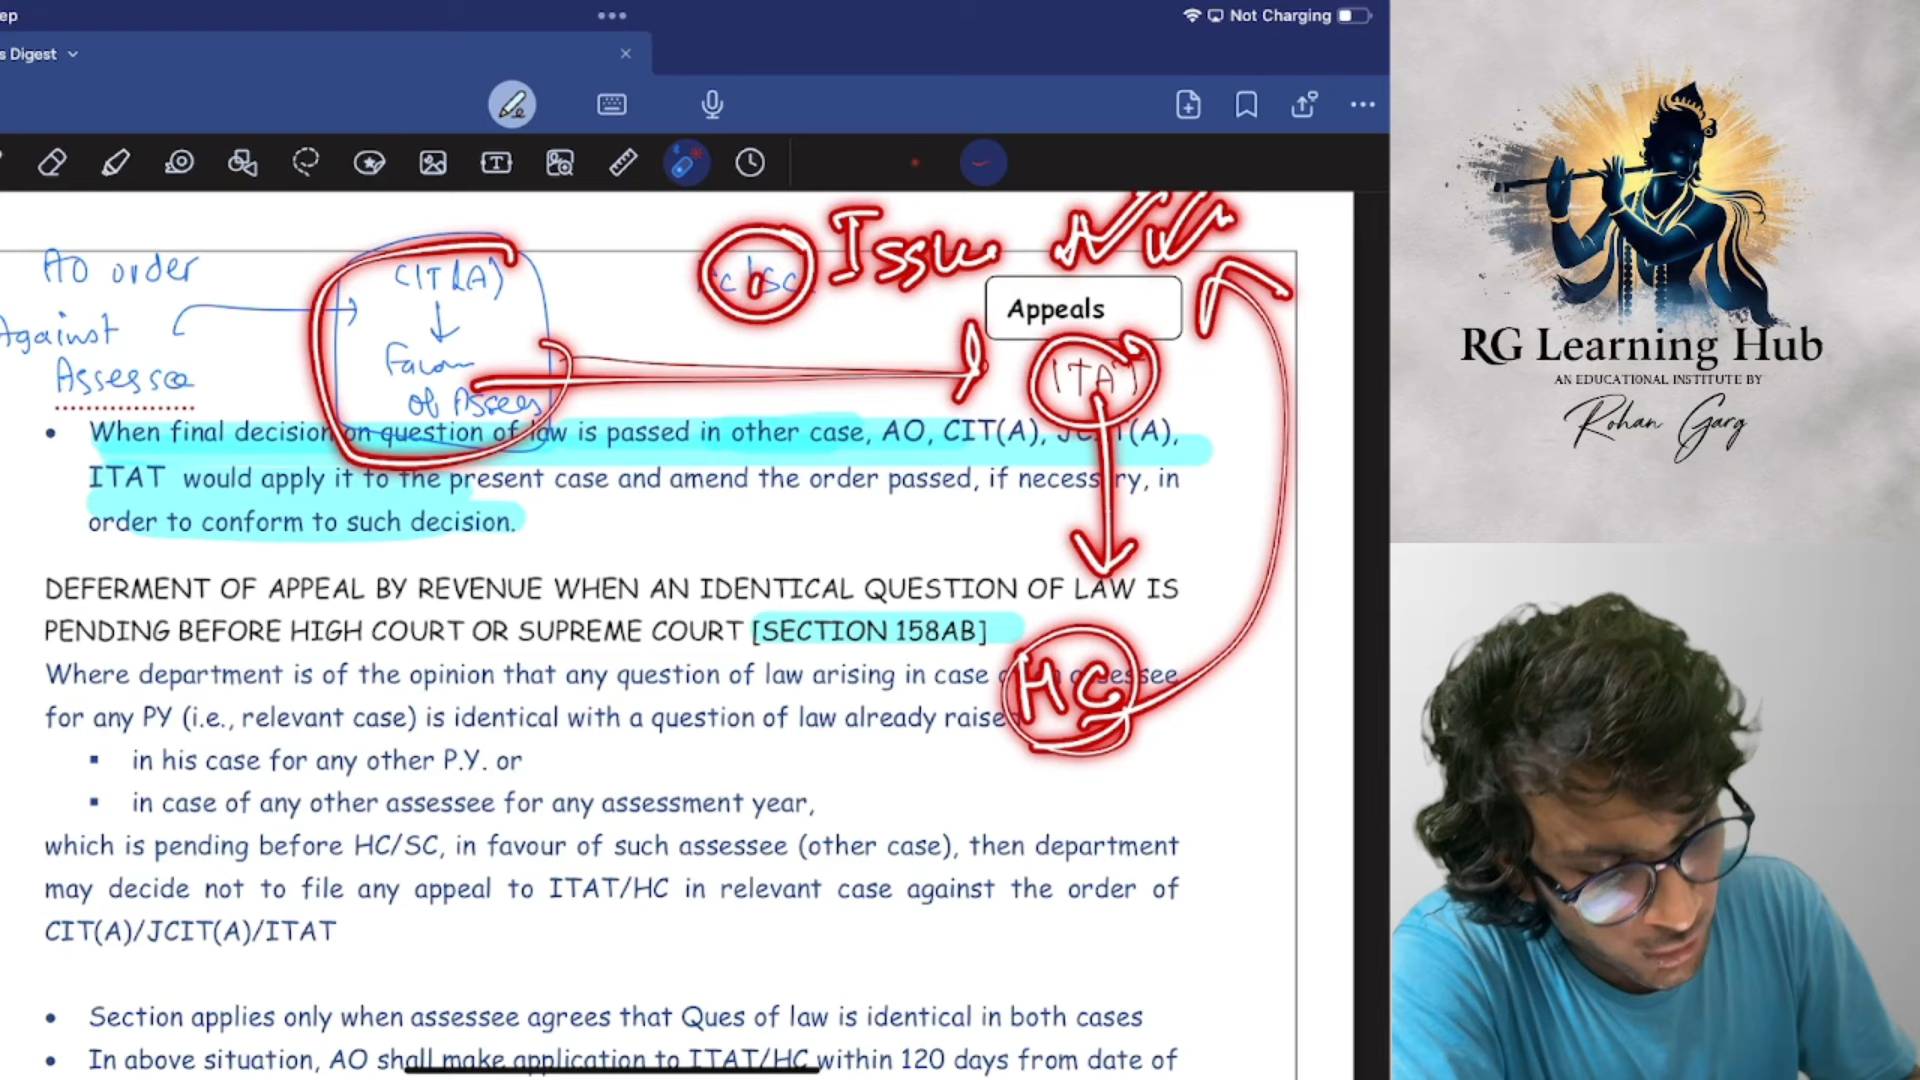 ep
Not Charging
s Digest
Issue
AO order
CIT(A)
SC
Appeals
Against
Favour
ITAT
Assessee
of Assess
• When final decision on question of law is passed in other case, AO, CIT(A), JCIT(A),
ITAT would apply it to the present case and amend the order passed, if necessary, in
order to conform to such decision.
DEFERMENT OF APPEAL BY REVENUE WHEN AN IDENTICAL QUESTION OF LAW IS
PENDING BEFORE HIGH COURT OR SUPREME COURT [SECTION 158AB]
Where department is of the opinion that any question of law arising in case assessee
for any PY (i.e., relevant case) is identical with a question of law already raised
HC
▪ in his case for any other P.Y. or
▪ in case of any other assessee for any assessment year,
which is pending before HC/SC, in favour of such assessee (other case), then department
may decide not to file any appeal to ITAT/HC in relevant case against the order of
CIT(A)/JCIT(A)/ITAT
• Section applies only when assessee agrees that Ques of law is identical in both cases
• In above situation, AO shall make application to ITAT/HC within 120 days from date of
RG Learning Hub
AN EDUCATIONAL INSTITUTE BY
Rohan Garg